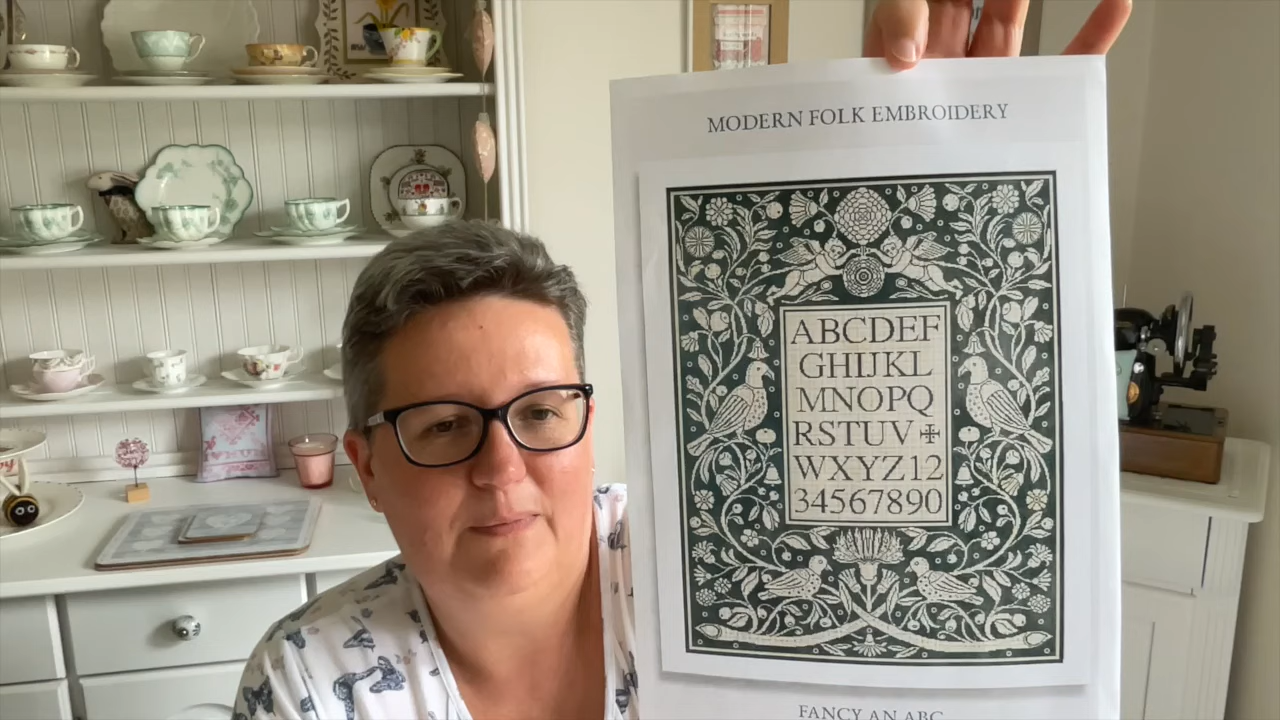 MODERN FOLK EMBROIDERY
ABCDEF
GHIJKL
MNOPQ
RSTUV
WXYZ12
34567890
FANCY AN ABC